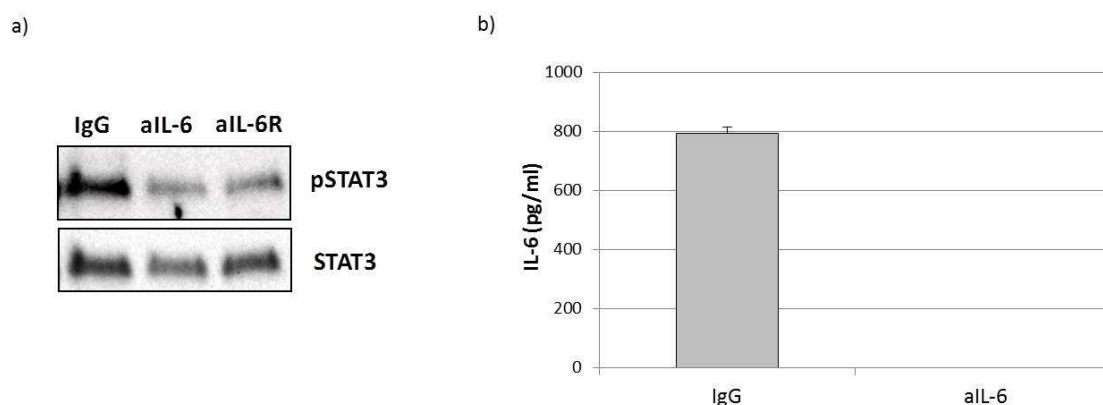 a)
IgG aIL-6 aIL-6R
pSTAT3
STAT3
b)
IL-6 (pg/ml)
1000
800
600
400
200
0
IgG aIL-6